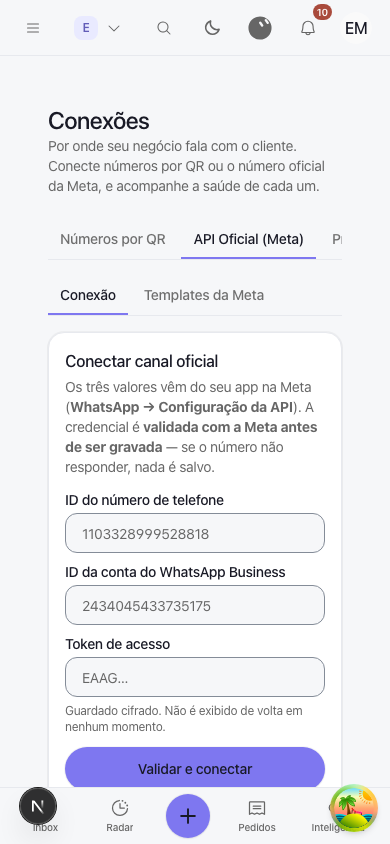 E
10
EM
Conexões
Por onde seu negócio fala com o cliente.
Conecte números por QR ou o número oficial
da Meta, e acompanhe a saúde de cada um.
Números por QR
API Oficial (Meta)
Conexão
Templates da Meta
Conectar canal oficial
Os três valores vêm do seu app na Meta
(WhatsApp → Configuração da API). A
credencial é validada com a Meta antes
de ser gravada — se o número não
responder, nada é salvo.
ID do número de telefone
1103328999528818
ID da conta do WhatsApp Business
2434045433735175
Token de acesso
EAAG...
Guardado cifrado. Não é exibido de volta em
nenhum momento.
Validar e conectar
N
Inbox
Radar
Pedidos